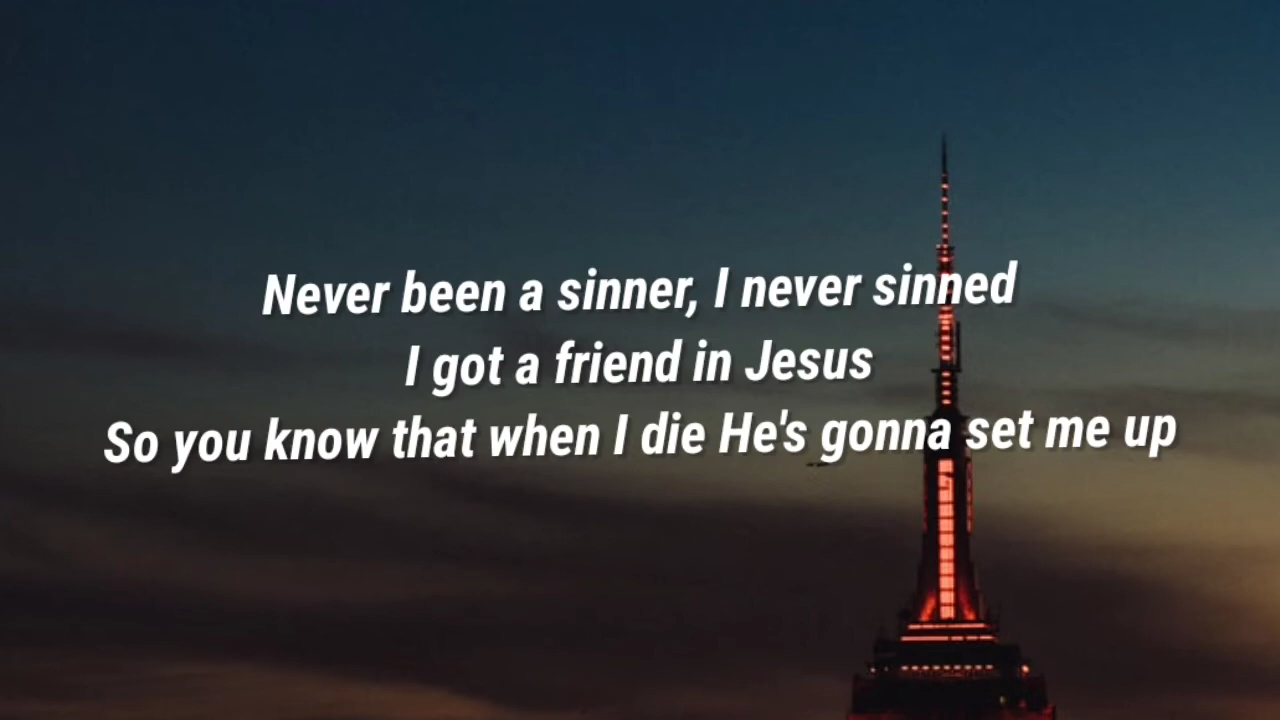 Never been a sinner, I never sinned
I got a friend in Jesus
So you know that when I die He's gonna set me up